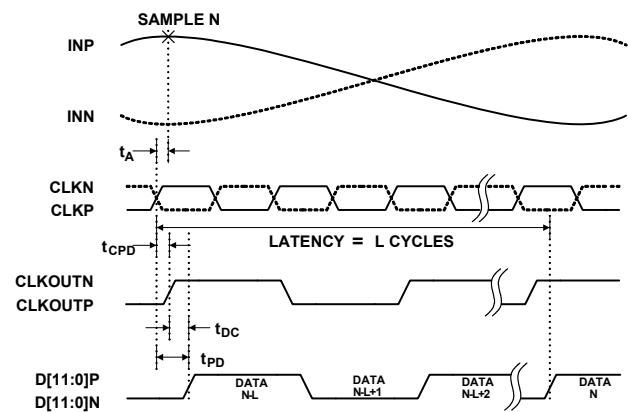 SAMPLE N
INP
INN
tA
CLKN
CLKP
LATENCY = L CYCLES
tCPD
CLKOUTN
CLKOUTP
tDC
tPD
D[11:0]P
D[11:0]N
DATA
N-L
DATA
N-L+1
DATA
N-L+2
DATA
N